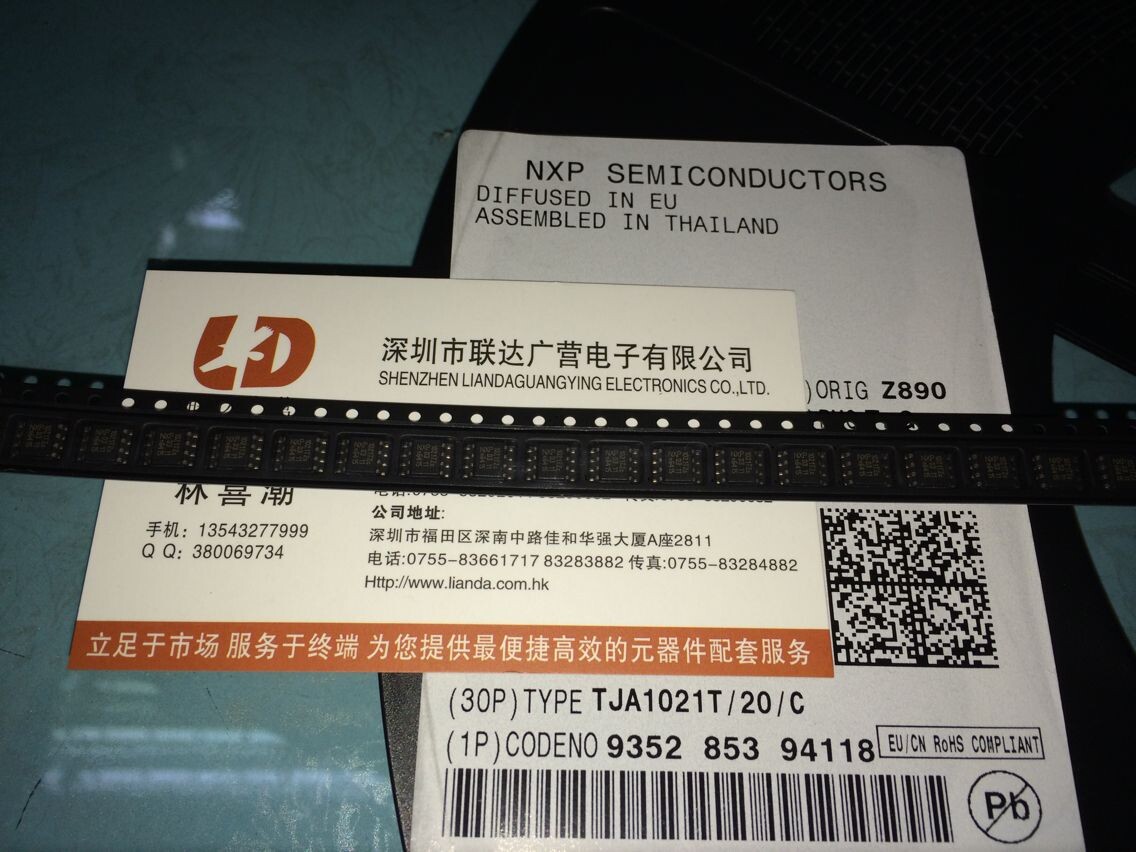 NXP SEMICONDUCTORS
DIFFUSED IN EU
ASSEMBLED IN THAILAND
LD
深圳市联达广营电子有限公司
SHENZHEN LIANDAGUANGYING ELECTRONICS CO.,LTD.
)ORIG Z890
林喜潮
手机：13543277999
Q Q：380069734
公司地址:
深圳市福田区深南中路佳和华强大厦A座2811
电话:0755-83661717 83283882 传真:0755-83284882
Http://www.lianda.com.hk
立足于市场 服务于终端 为您提供最便捷高效的元器件配套服务
(30P)TYPE TJA1021T/20/C
(1P)CODENO 9352 853 94118
EU/CN RoHS COMPLIANT
Pb